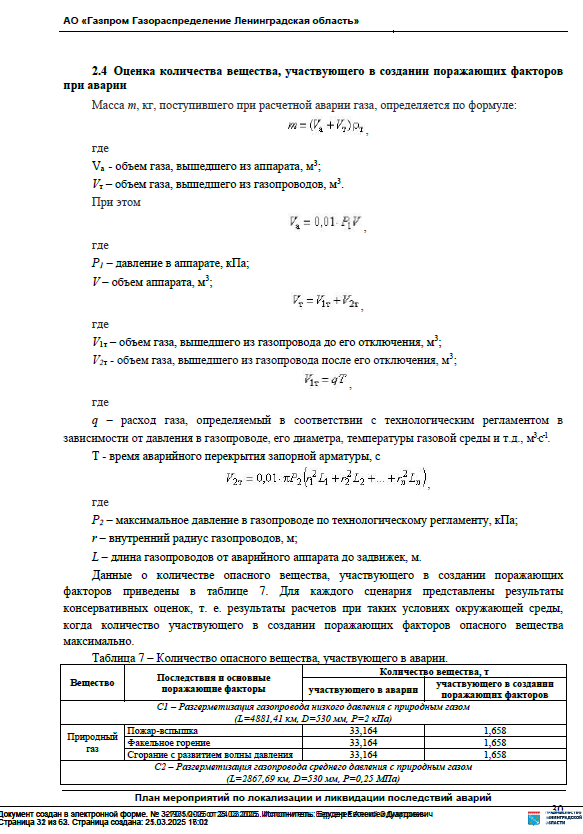 АО «Газпром Газораспределение Ленинградская область»
2.4 Оценка количества вещества, участвующего в создании поражающих факторов
при аварии
Масса m, кг, поступившего при расчетной аварии газа, определяется по формуле:
m = (Vа + Vт) ρт,
где
Vа - объем газа, вышедшего из аппарата, м³;
Vт – объем газа, вышедшего из газопроводов, м³.
При этом
Vа = 0,01· P₁V,
где
P₁ – давление в аппарате, кПа;
V – объем аппарата, м³;
Vт = V₁т + V₂т,
где
V₁т – объем газа, вышедшего из газопровода до его отключения, м³;
V₂т - объем газа, вышедшего из газопровода после его отключения, м³;
V₁т = qT,
где
q – расход газа, определяемый в соответствии с технологическим регламентом в
зависимости от давления в газопроводе, его диаметра, температуры газовой среды и т.д., м³с⁻¹.
Т - время аварийного перекрытия запорной арматуры, с
V₂т = 0,01· πP₂(r₁²L₁ + r₂²L₂ + ... + rₙ²Lₙ),
где
P₂ – максимальное давление в газопроводе по технологическому регламенту, кПа;
r – внутренний радиус газопроводов, м;
L – длина газопроводов от аварийного аппарата до задвижек, м.
Данные о количестве опасного вещества, участвующего в создании поражающих
факторов приведены в таблице 7. Для каждого сценария представлены результаты
консервативных оценок, т. е. результаты расчетов при таких условиях окружающей среды,
когда количество участвующего в создании поражающих факторов опасного вещества
максимально.
Таблица 7 – Количество опасного вещества, участвующего в аварии.
Вещество Последствия и основные поражающие факторы Количество вещества, т
участвующего в аварии участвующего в создании поражающих факторов
С1 – Разгерметизация газопровода низкого давления с природным газом
(L=4881,41 км, D=530 мм, P=2 кПа)
Природный газ
Пожар-вспышка 33,164 1,658
Факельное горение 33,164 1,658
Сгорание с развитием волны давления 33,164 1,658
С2 – Разгерметизация газопровода среднего давления с природным газом
(L=2867,69 км, D=530 мм, P=0,25 МПа)
План мероприятий по локализации и ликвидации последствий аварий
30
Документ создан в электронной форме. №
Страница 32 из 63. Страница создана: 25.03.2025
ЛЕНИНГРАДСКАЯ
ОБЛАСТЬ